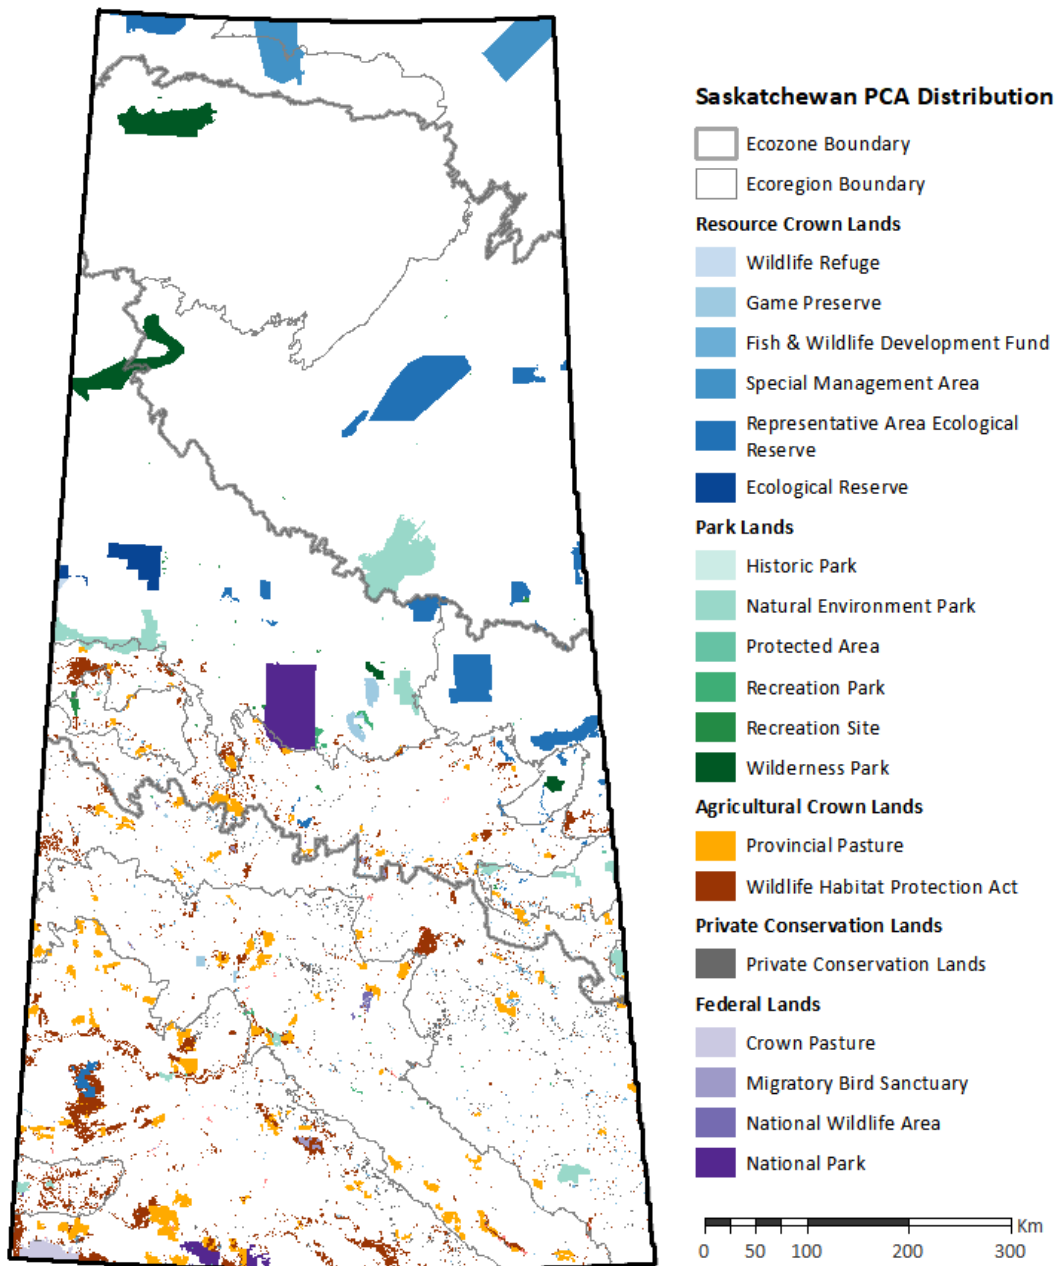 Saskatchewan PCA Distribution
Ecozone Boundary
Ecoregion Boundary
Resource Crown Lands
Wildlife Refuge
Game Preserve
Fish & Wildlife Development Fund
Special Management Area
Representative Area Ecological
Reserve
Ecological Reserve
Park Lands
Historic Park
Natural Environment Park
Protected Area
Recreation Park
Recreation Site
Wilderness Park
Agricultural Crown Lands
Provincial Pasture
Wildlife Habitat Protection Act
Private Conservation Lands
Private Conservation Lands
Federal Lands
Crown Pasture
Migratory Bird Sanctuary
National Wildlife Area
National Park
Km
0 50 100 200 300